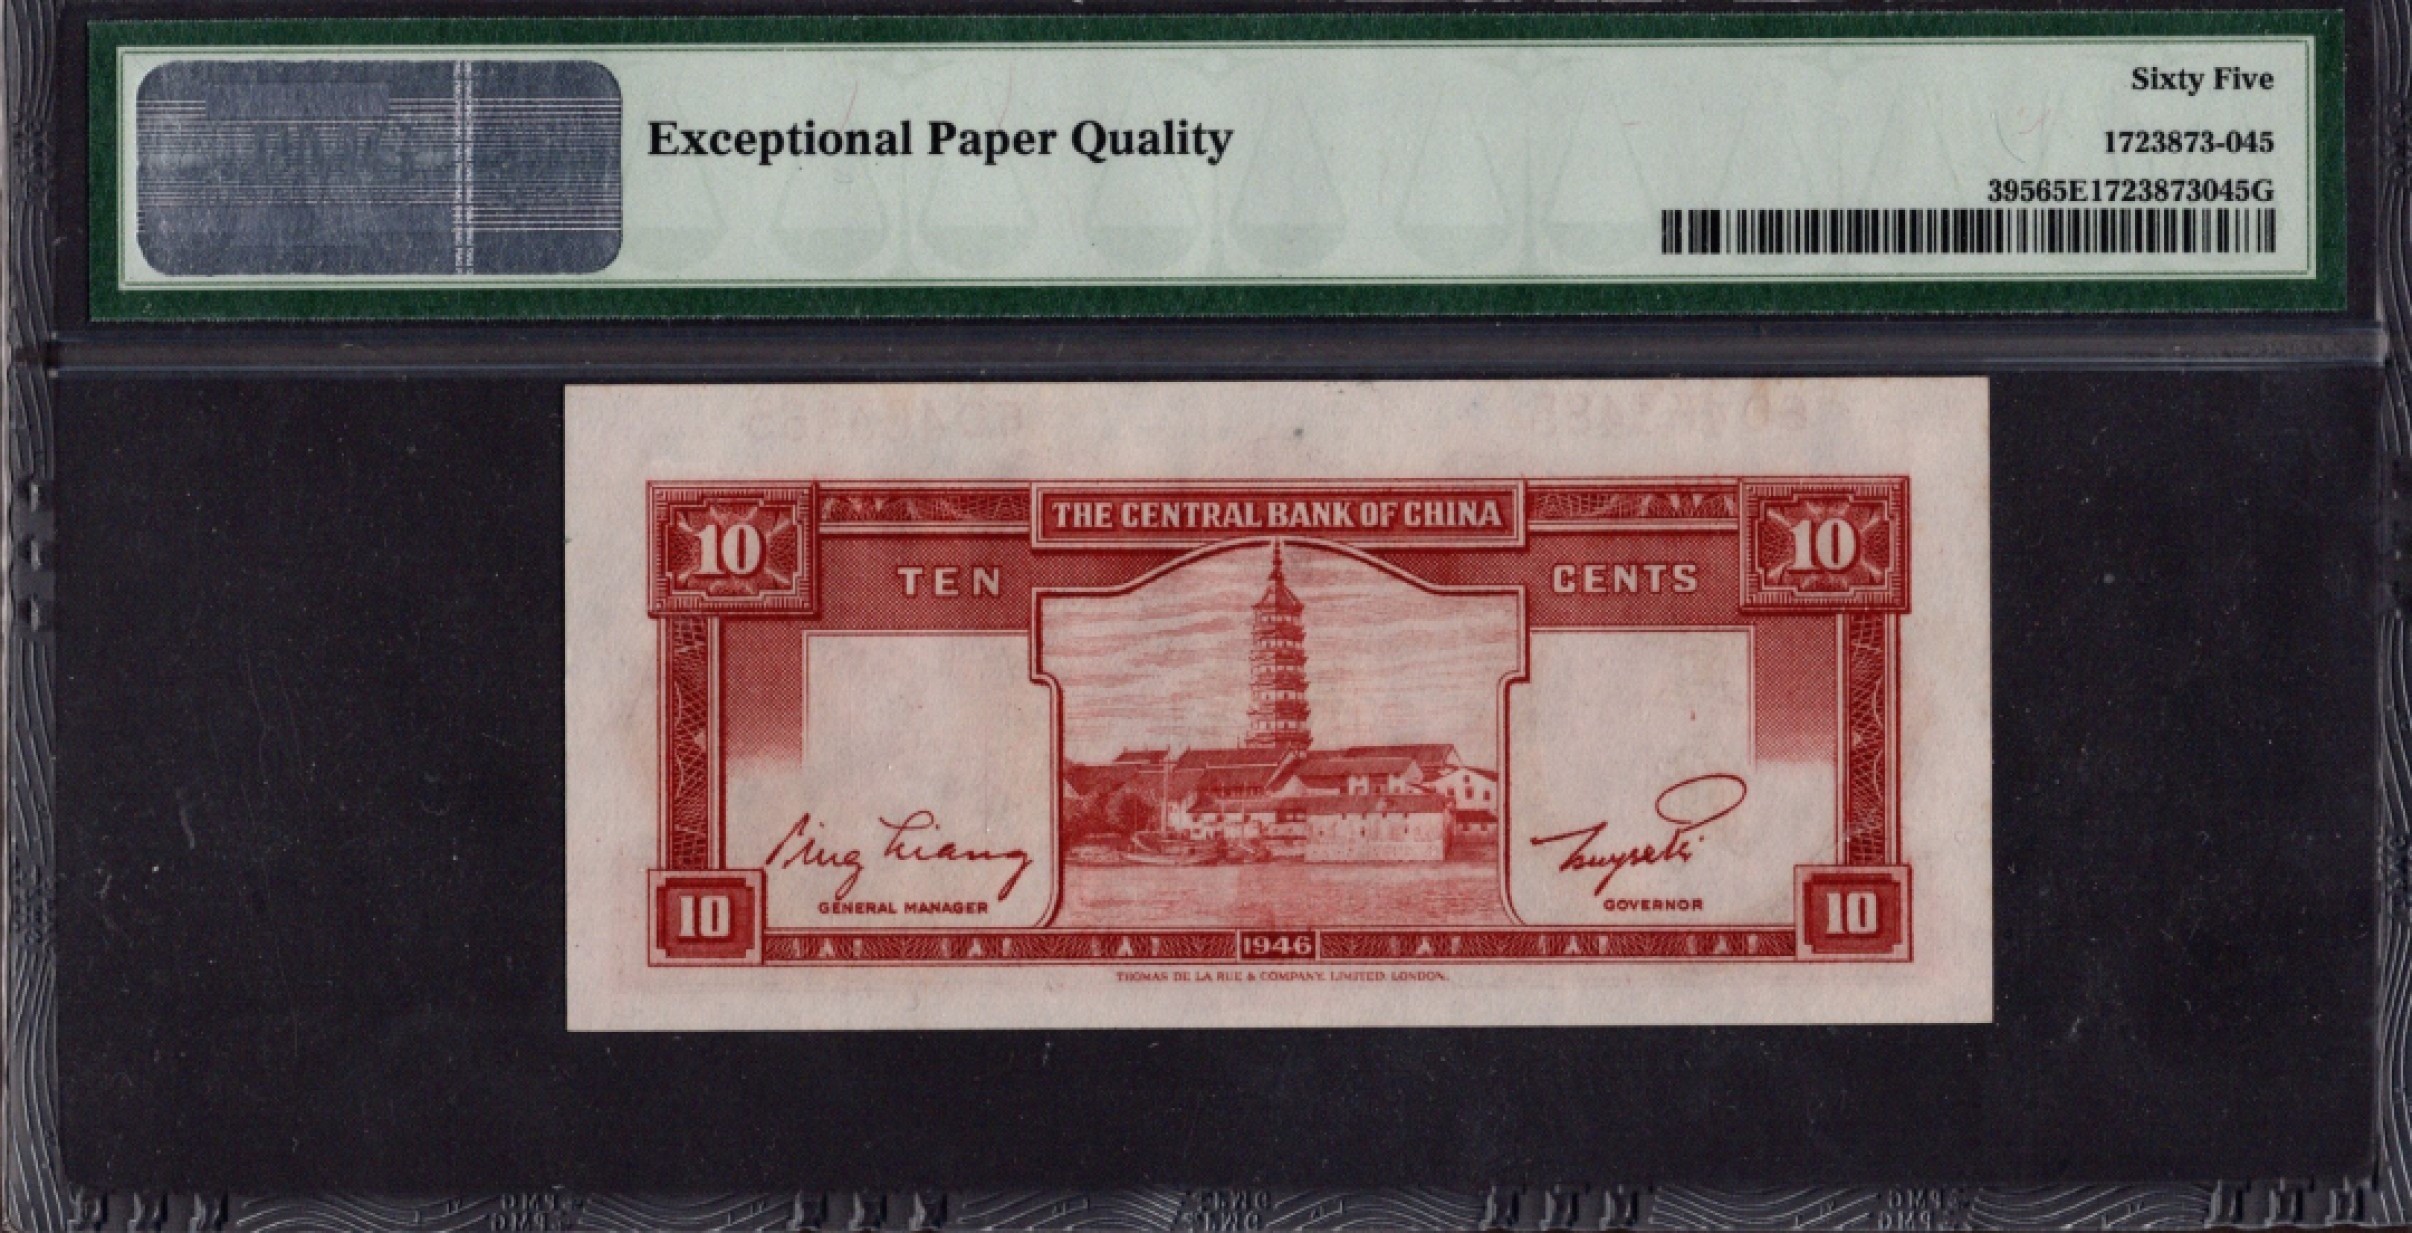 Sixty Five
Exceptional Paper Quality
1723873-045
39565E1723873045G
10
THE CENTRAL BANK OF CHINA
10
TEN
CENTS
GENERAL MANAGER
GOVERNOR
10
1946
10
THOMAS DE LA RUE & COMPANY, LIMITED, LONDON.